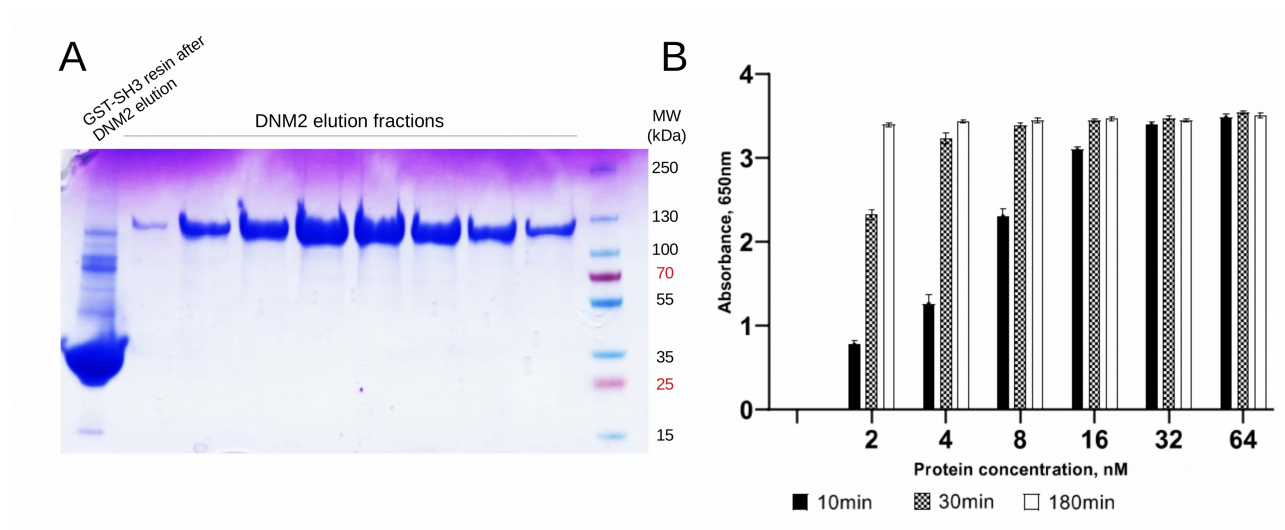 A
GST-SH3 resin after
DNM2 elution
DNM2 elution fractions
MW
(kDa)
250
130
100
70
55
35
25
15
B
Absorbance, 650nm
4
3
2
1
0
2 4 8 16 32 64
Protein concentration, nM
10min 30min 180min